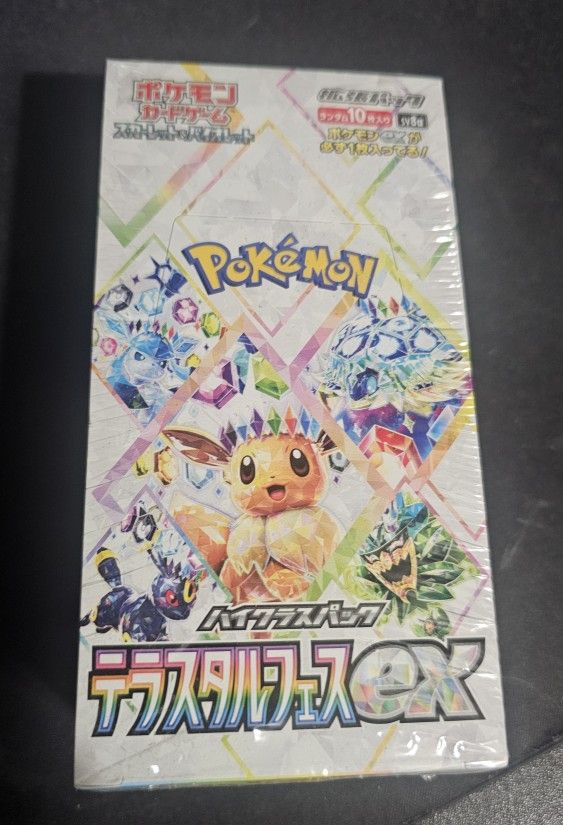 ポケモン
カードゲーム
スカーレット&バイオレット
拡張パック
ランダム10枚入り
sv8a
ポケモンexが
必ず1枚入ってる!
POKéMON
ハイクラスパック
テラスタルフェスex